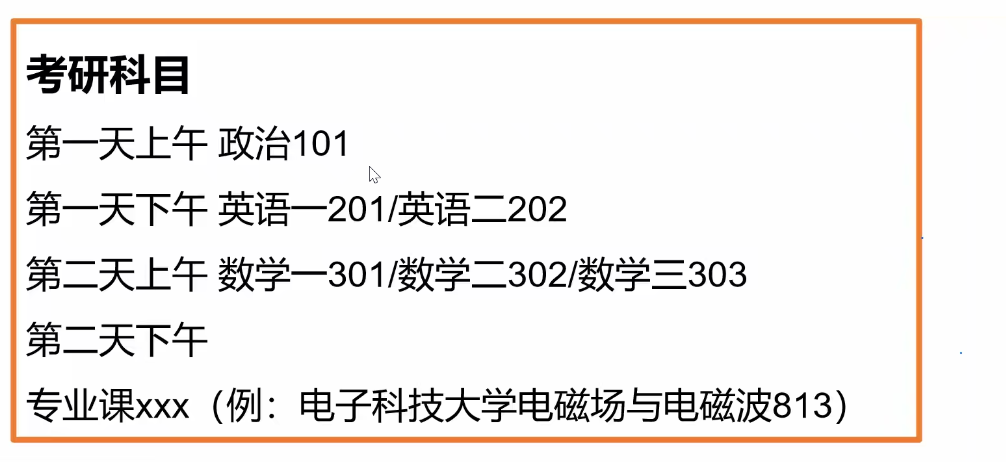 考研科目
第一天上午 政治101
第一天下午 英语一201/英语二202
第二天上午 数学一301/数学二302/数学三303
第二天下午
专业课xxx（例：电子科技大学电磁场与电磁波813）